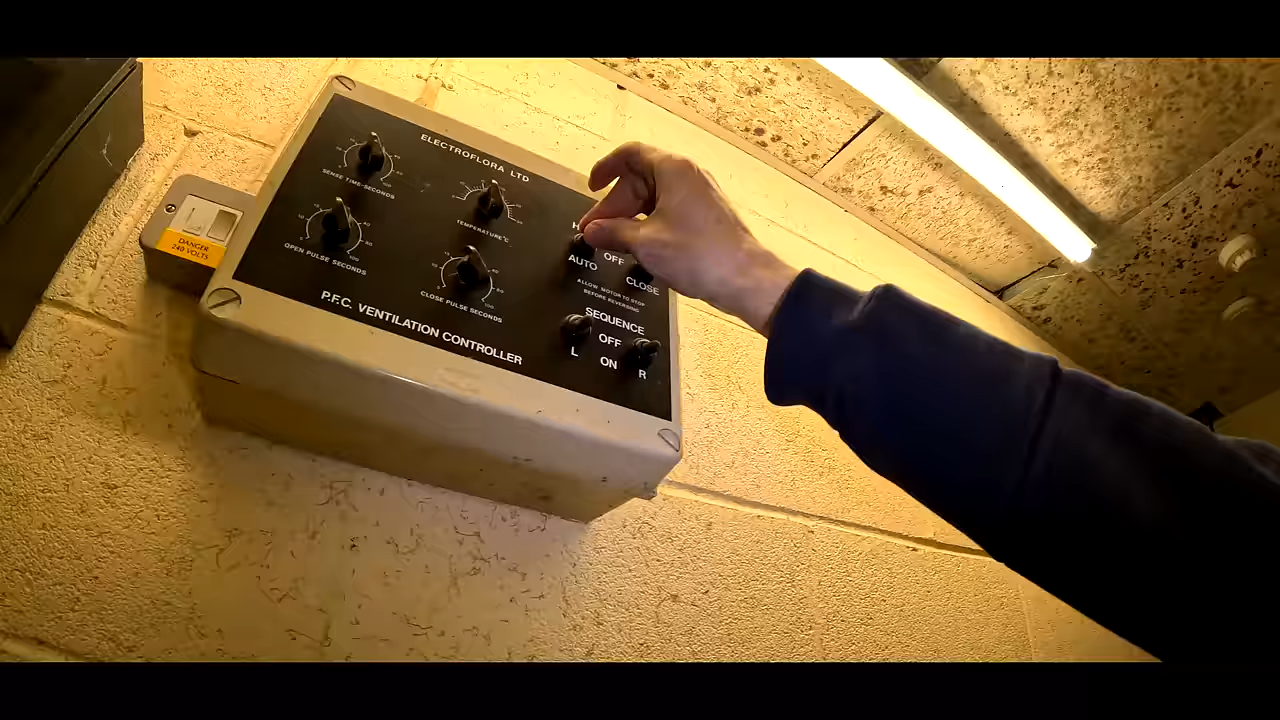 ELECTROFLORA LTD
SENSE TIME-SECONDS
TEMPERATURE°C
OPEN PULSE SECONDS
CLOSE PULSE SECONDS
OFF
AUTO
CLOSE
ALLOW MOTOR TO STOP
BEFORE REVERSING
SEQUENCE
OFF
L ON R
P.F.C. VENTILATION CONTROLLER
DANGER
240 VOLTS